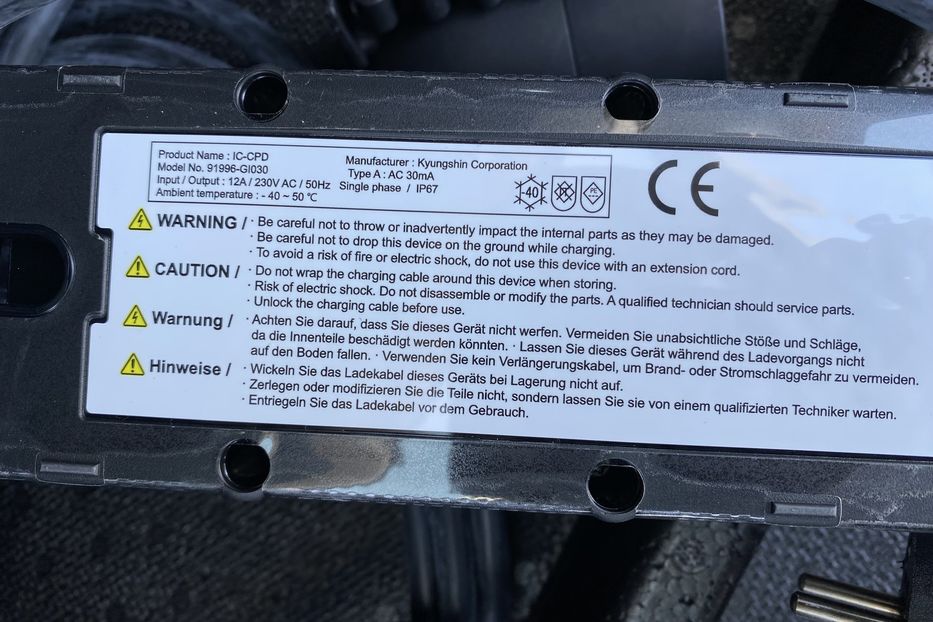 Product Name : IC-CPD
Model No. 91996-GI030
Input / Output : 12A / 230V AC / 50Hz
Ambient temperature : - 40 ~ 50 ℃
Manufacturer : Kyungshin Corporation
Type A : AC 30mA
Single phase / IP67
-40
CE
WARNING / · Be careful not to throw or inadvertently impact the internal parts as they may be damaged.
· Be careful not to drop this device on the ground while charging.
· To avoid a risk of fire or electric shock, do not use this device with an extension cord.
CAUTION / · Do not wrap the charging cable around this device when storing.
· Risk of electric shock. Do not disassemble or modify the parts. A qualified technician should service parts.
· Unlock the charging cable before use.
Warnung / · Achten Sie darauf, dass Sie dieses Gerät nicht werfen. Vermeiden Sie unabsichtliche Stöße und Schläge,
da die Innenteile beschädigt werden könnten. · Lassen Sie dieses Gerät während des Ladevorgangs nicht
auf den Boden fallen. · Verwenden Sie kein Verlängerungskabel, um Brand- oder Stromschlaggefahr zu vermeiden.
Hinweise / · Wickeln Sie das Ladekabel dieses Geräts bei Lagerung nicht auf.
· Zerlegen oder modifizieren Sie die Teile nicht, sondern lassen Sie sie von einem qualifizierten Techniker warten.
· Entriegeln Sie das Ladekabel vor dem Gebrauch.